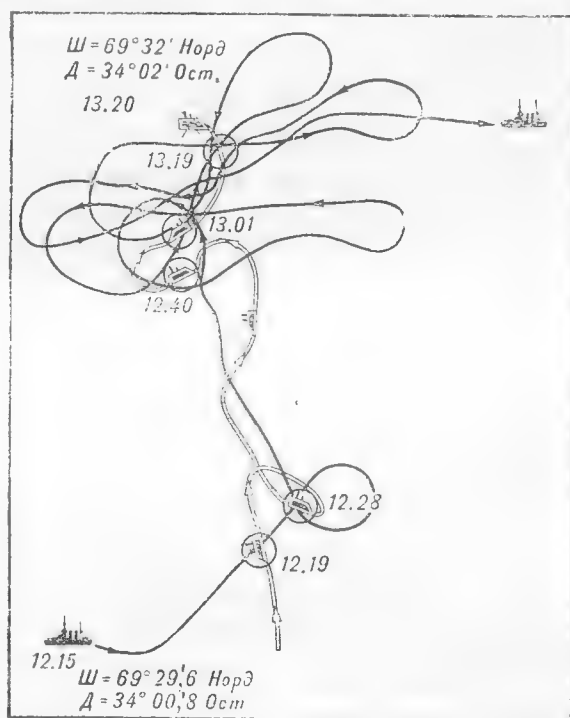 Ш = 69°32' Норд
Д = 34°02' Ост.
13.20
13.19
13.01
12.40
12.28
12.19
12.15
Ш = 69°29,'6 Норд
Д = 34°00,'8 Ост